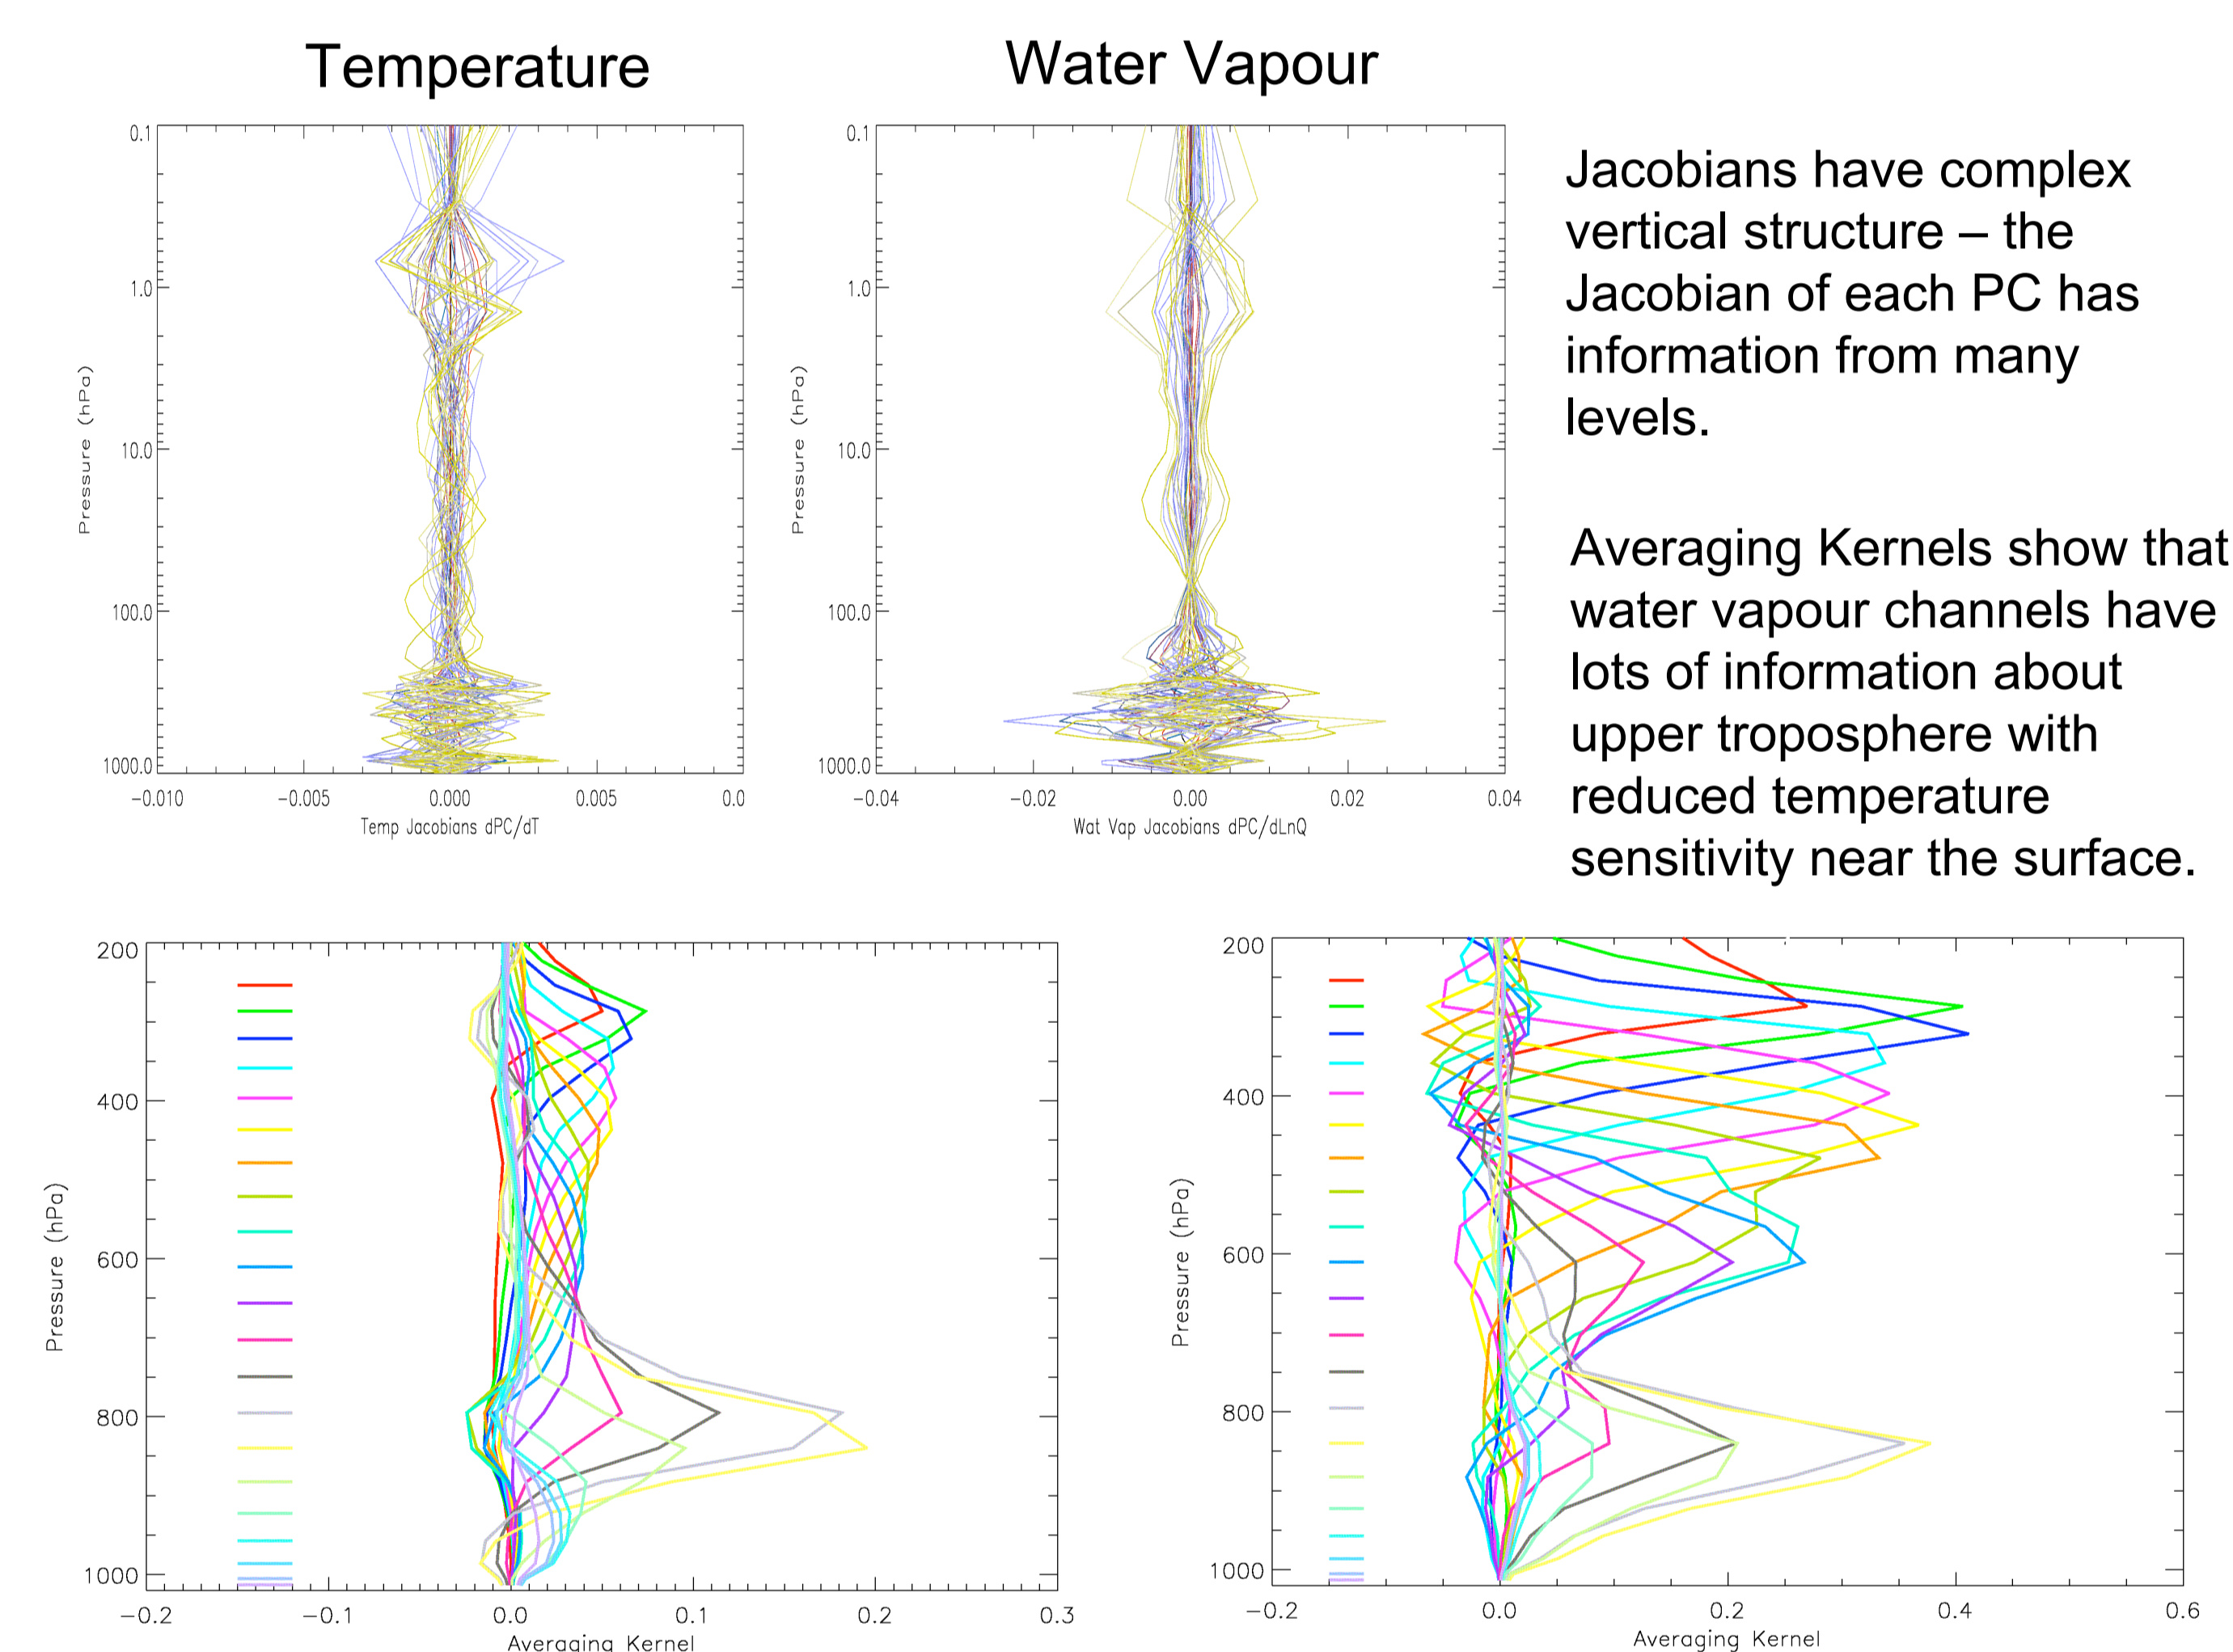 Temperature
Water Vapour
0.1
1.0
10.0
100.0
1000.0
Pressure (hPa)
-0.010
-0.005
0.000
0.005
0.0
Temp Jacobians dPC/dT
0.1
1.0
10.0
100.0
1000.0
Pressure (hPa)
-0.04
-0.02
0.00
0.02
0.04
Wat Vap Jacobians dPC/dLnQ
Jacobians have complex
vertical structure – the
Jacobian of each PC has
information from many
levels.
Averaging Kernels show that
water vapour channels have
lots of information about
upper troposphere with
reduced temperature
sensitivity near the surface.
200
400
600
800
1000
Pressure (hPa)
-0.2
-0.1
0.0
0.1
0.2
0.3
Averaging Kernel
200
400
600
800
1000
Pressure (hPa)
-0.2
0.0
0.2
0.4
0.6
Averaging Kernel